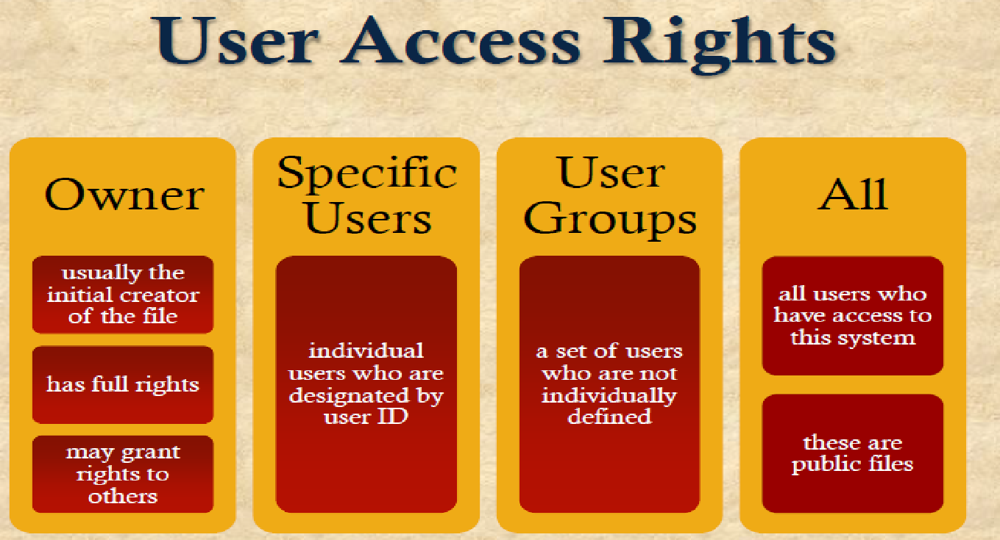 User Access Rights
Owner
usually the
initial creator
of the file
has full rights
may grant
rights to
others
Specific
Users
individual
users who are
designated by
user ID
User
Groups
a set of users
who are not
individually
defined
All
all users who
have access to
this system
these are
public files